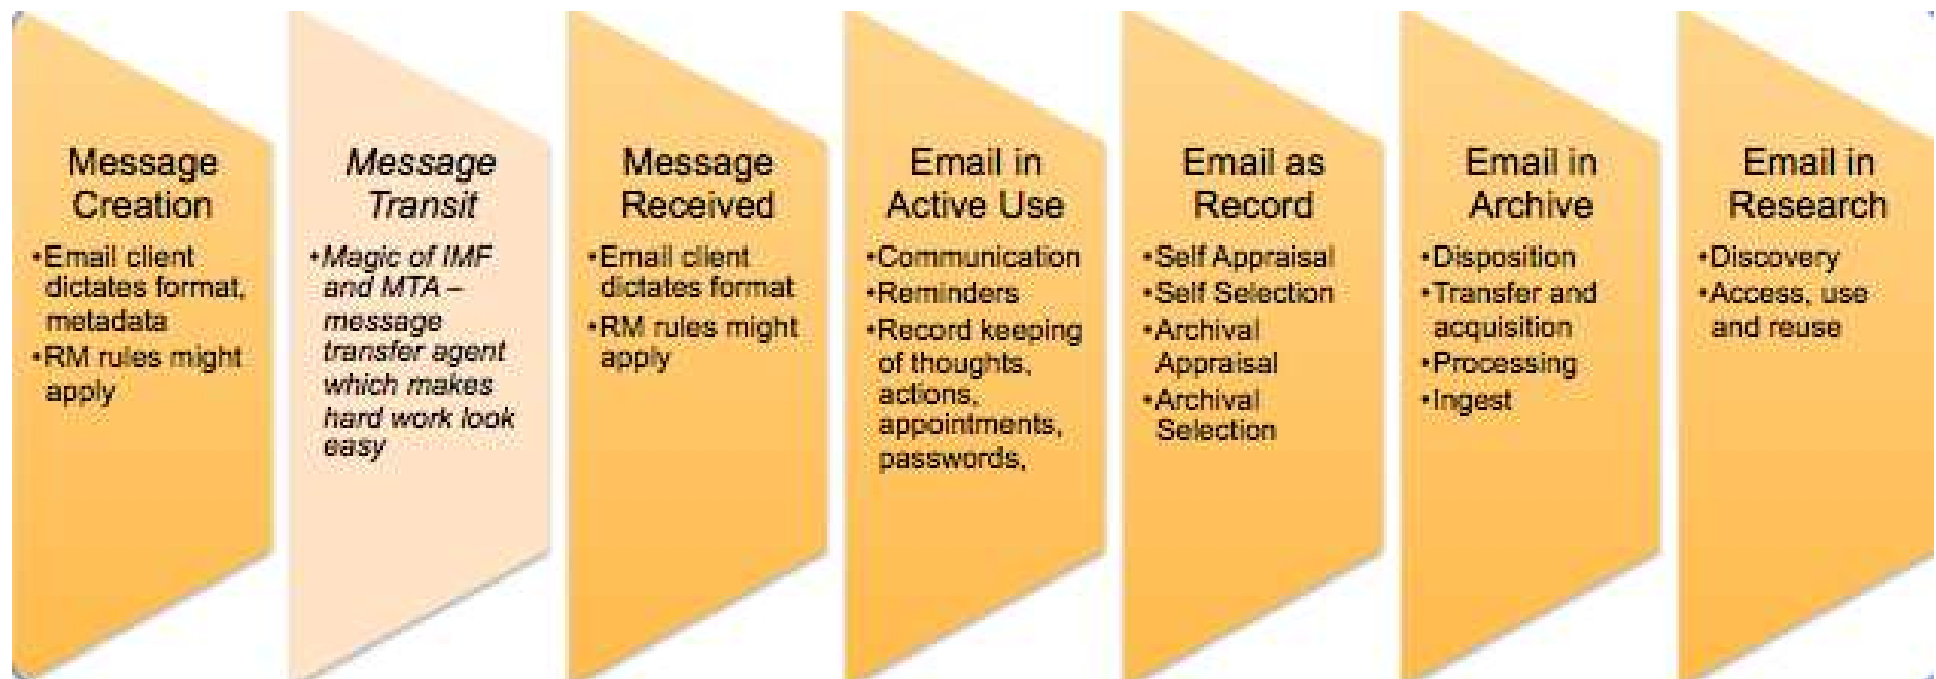 Message
Creation
•Email client
dictates format,
metadata
•RM rules might
apply
Message
Transit
•Magic of IMF
and MTA –
message
transfer agent
which makes
hard work look
easy
Message
Received
•Email client
dictates format
•RM rules might
apply
Email in
Active Use
•Communication
•Reminders
•Record keeping
of thoughts,
actions,
appointments,
passwords,
Email as
Record
•Self Appraisal
•Self Selection
•Archival
Appraisal
•Archival
Selection
Email in
Archive
•Disposition
•Transfer and
acquisition
•Processing
•Ingest
Email in
Research
•Discovery
•Access, use
and reuse